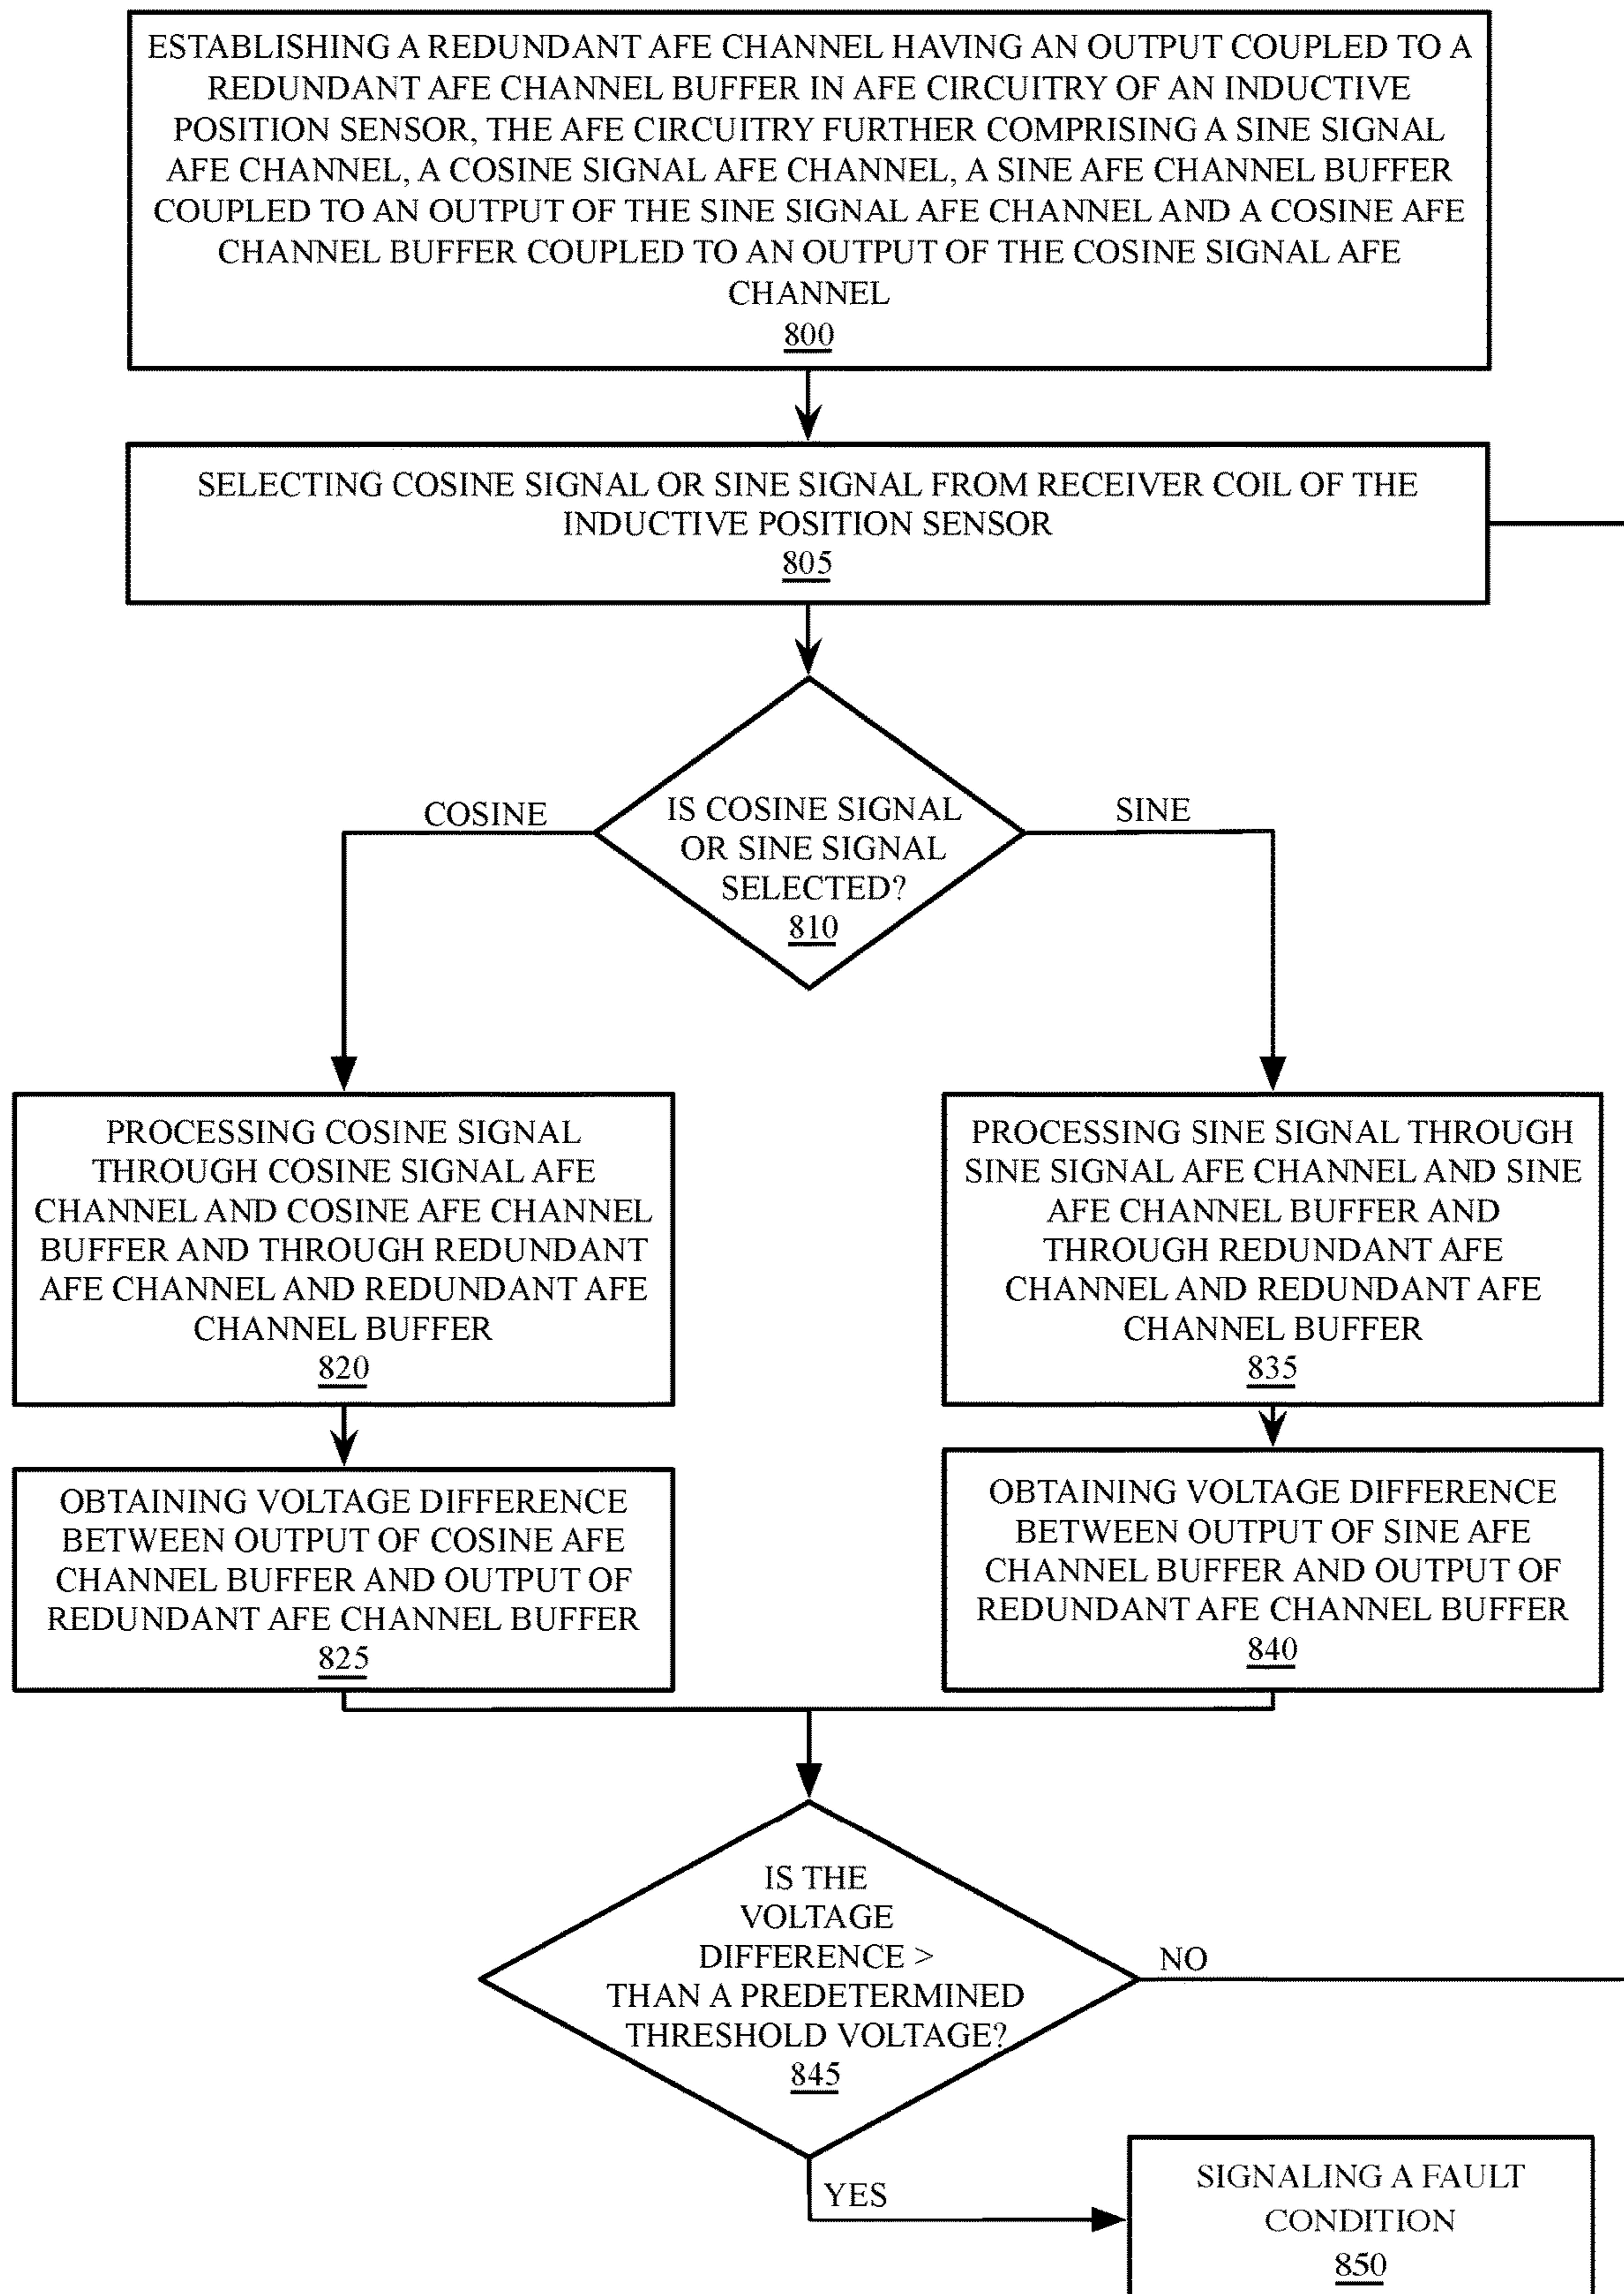 ESTABLISHING A REDUNDANT AFE CHANNEL HAVING AN OUTPUT COUPLED TO A
REDUNDANT AFE CHANNEL BUFFER IN AFE CIRCUITRY OF AN INDUCTIVE
POSITION SENSOR, THE AFE CIRCUITRY FURTHER COMPRISING A SINE SIGNAL
AFE CHANNEL, A COSINE SIGNAL AFE CHANNEL, A SINE AFE CHANNEL BUFFER
COUPLED TO AN OUTPUT OF THE SINE SIGNAL AFE CHANNEL AND A COSINE AFE
CHANNEL BUFFER COUPLED TO AN OUTPUT OF THE COSINE SIGNAL AFE
CHANNEL
800
SELECTING COSINE SIGNAL OR SINE SIGNAL FROM RECEIVER COIL OF THE
INDUCTIVE POSITION SENSOR
805
COSINE
IS COSINE SIGNAL
OR SINE SIGNAL
SELECTED?
810
SINE
PROCESSING COSINE SIGNAL
THROUGH COSINE SIGNAL AFE
CHANNEL AND COSINE AFE CHANNEL
BUFFER AND THROUGH REDUNDANT
AFE CHANNEL AND REDUNDANT AFE
CHANNEL BUFFER
820
PROCESSING SINE SIGNAL THROUGH
SINE SIGNAL AFE CHANNEL AND SINE
AFE CHANNEL BUFFER AND
THROUGH REDUNDANT AFE
CHANNEL AND REDUNDANT AFE
CHANNEL BUFFER
835
OBTAINING VOLTAGE DIFFERENCE
BETWEEN OUTPUT OF COSINE AFE
CHANNEL BUFFER AND OUTPUT OF
REDUNDANT AFE CHANNEL BUFFER
825
OBTAINING VOLTAGE DIFFERENCE
BETWEEN OUTPUT OF SINE AFE
CHANNEL BUFFER AND OUTPUT OF
REDUNDANT AFE CHANNEL BUFFER
840
IS THE
VOLTAGE
DIFFERENCE >
THAN A PREDETERMINED
THRESHOLD VOLTAGE?
845
NO
YES
SIGNALING A FAULT
CONDITION
850